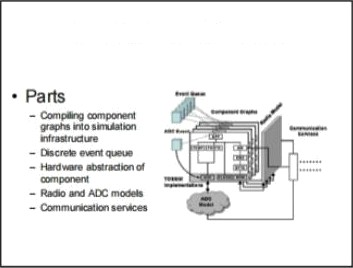 • Parts
– Compiling component
graphs into simulation
infrastructure
– Discrete event queue
– Hardware abstraction of
component
– Radio and ADC models
– Communication services
Event Queue
Component Graphs
Radio Model
ADC Event
Communication
Services
TOSSIM
Implementations
ADC
Model